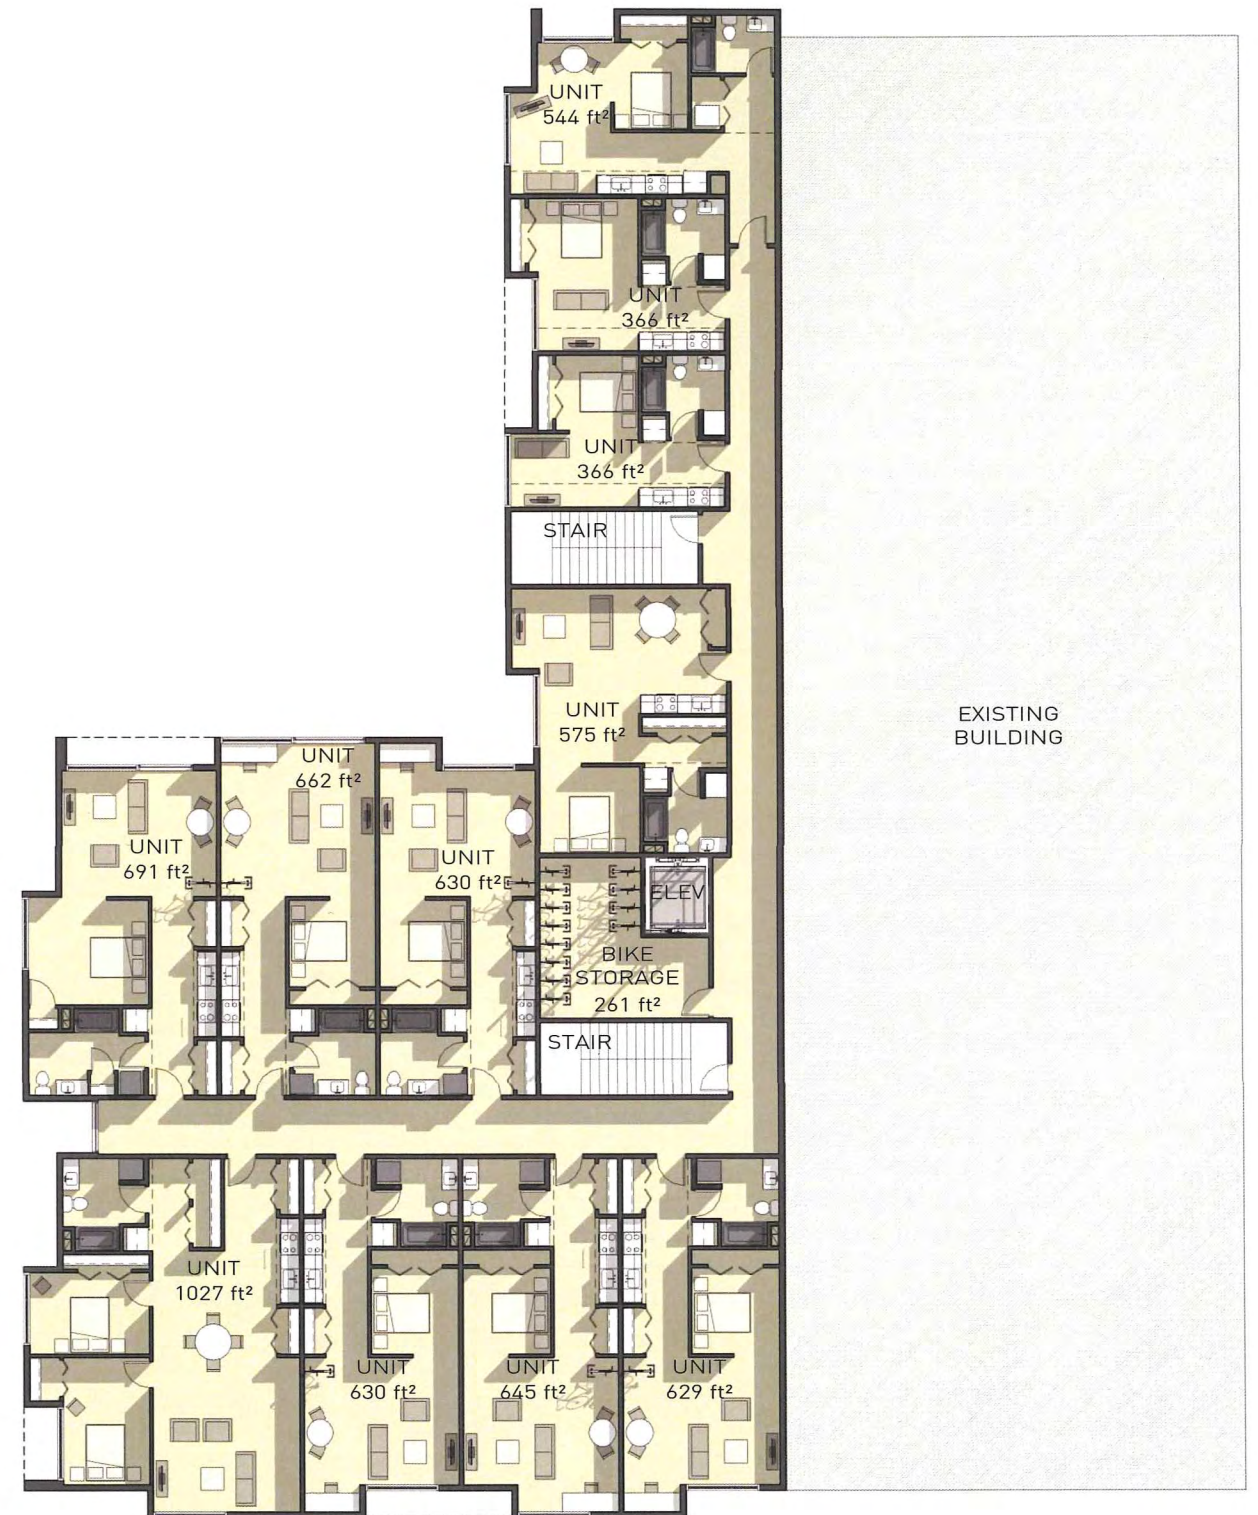 UNIT
544 ft²
UNIT
366 ft²
UNIT
366 ft²
STAIR
UNIT
575 ft²
EXISTING
BUILDING
UNIT
662 ft²
UNIT
691 ft²
UNIT
630 ft²
ELEV
BIKE
STORAGE
261 ft²
STAIR
UNIT
1027 ft²
UNIT
630 ft²
UNIT
645 ft²
UNIT
629 ft²